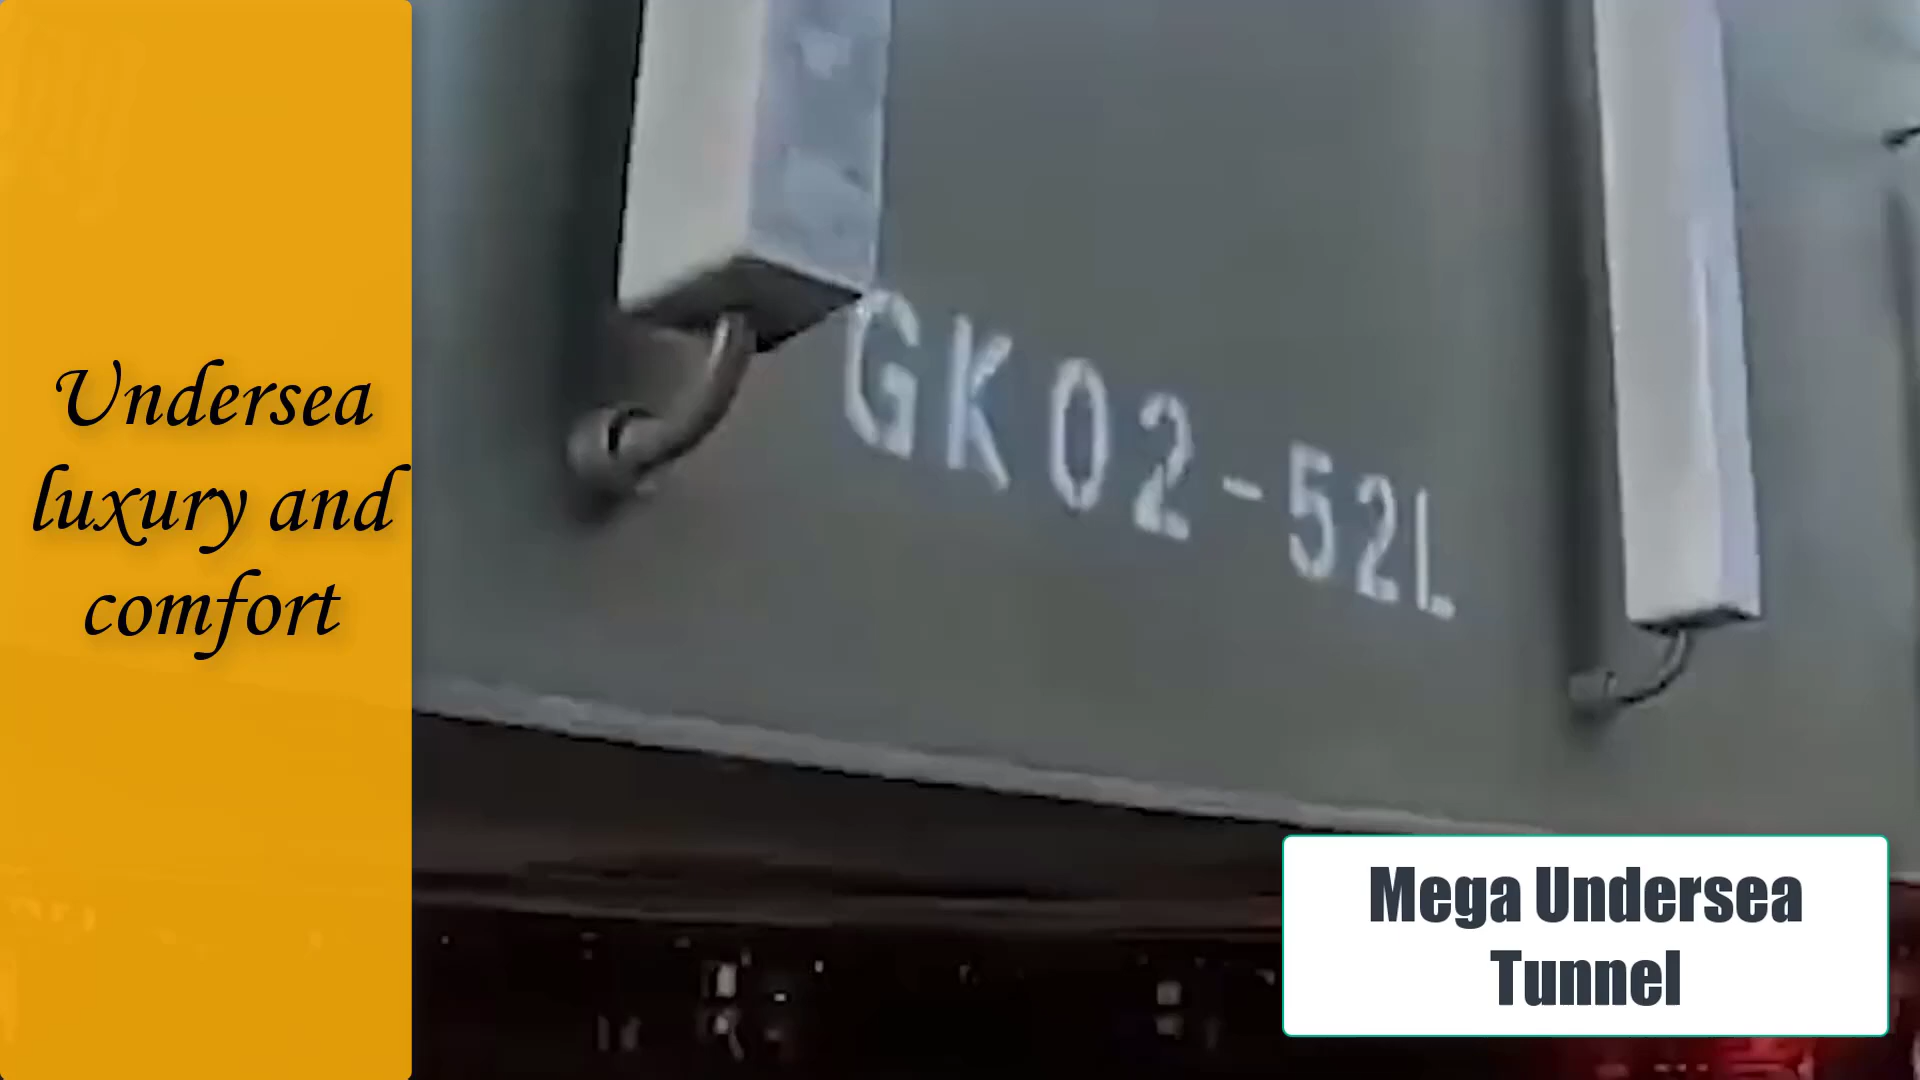 Undersea
luxury and
comfort
GK02-52L
Mega Undersea
Tunnel